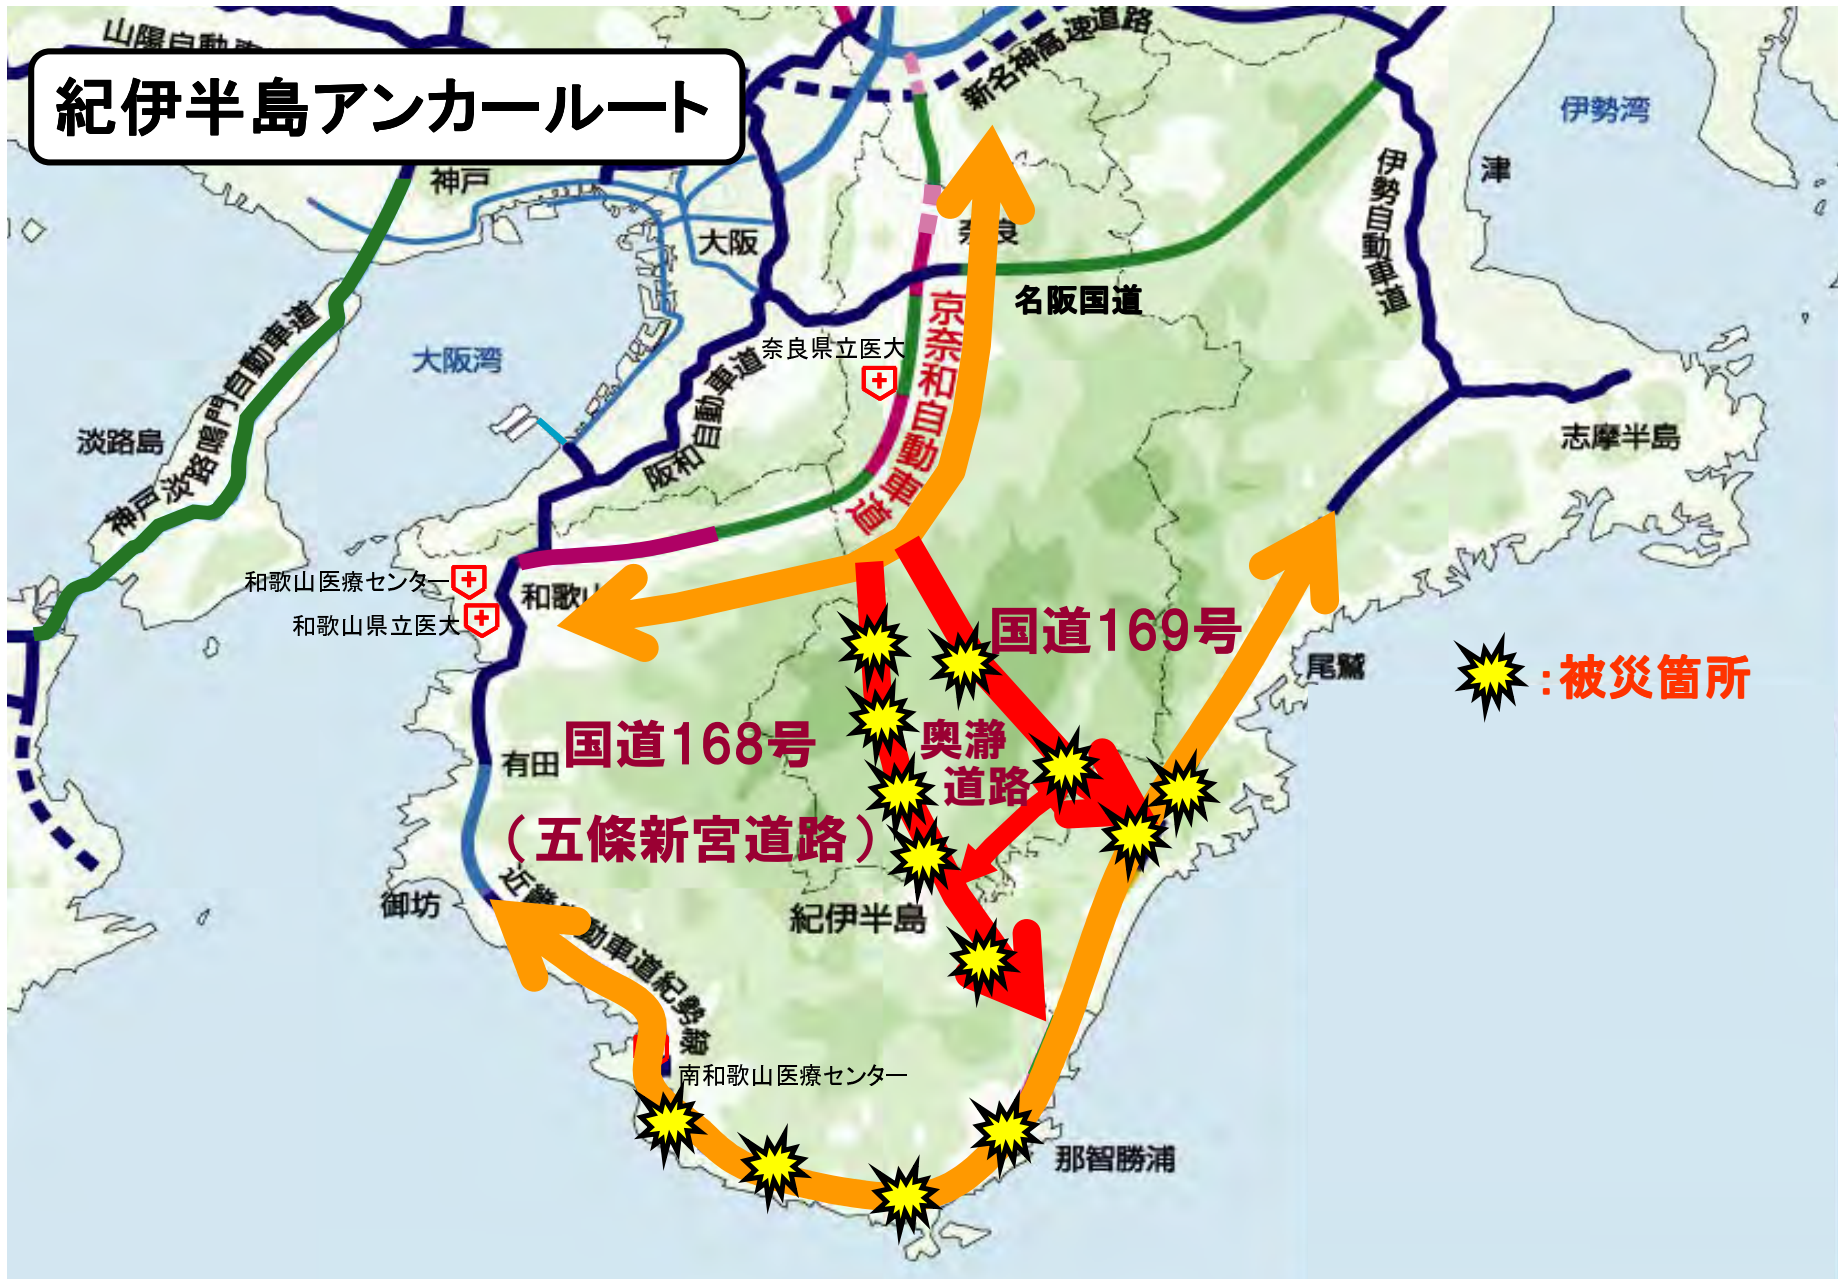 山陽自動車
紀伊半島アンカールート
新名神高速道路
伊勢湾
神戸
津
伊勢自動車道
大阪
奈良
名阪国道
京奈和自動車道
奈良県立医大
大阪湾
阪和自動車道
淡路島
神戸淡路鳴門自動車道
志摩半島
和歌山医療センター
和歌山
和歌山県立医大
国道169号
尾鷲
:被災箇所
国道168号
(五條新宮道路)
奥瀞
道路
有田
御坊
近畿自動車道紀勢線
紀伊半島
南和歌山医療センター
那智勝浦